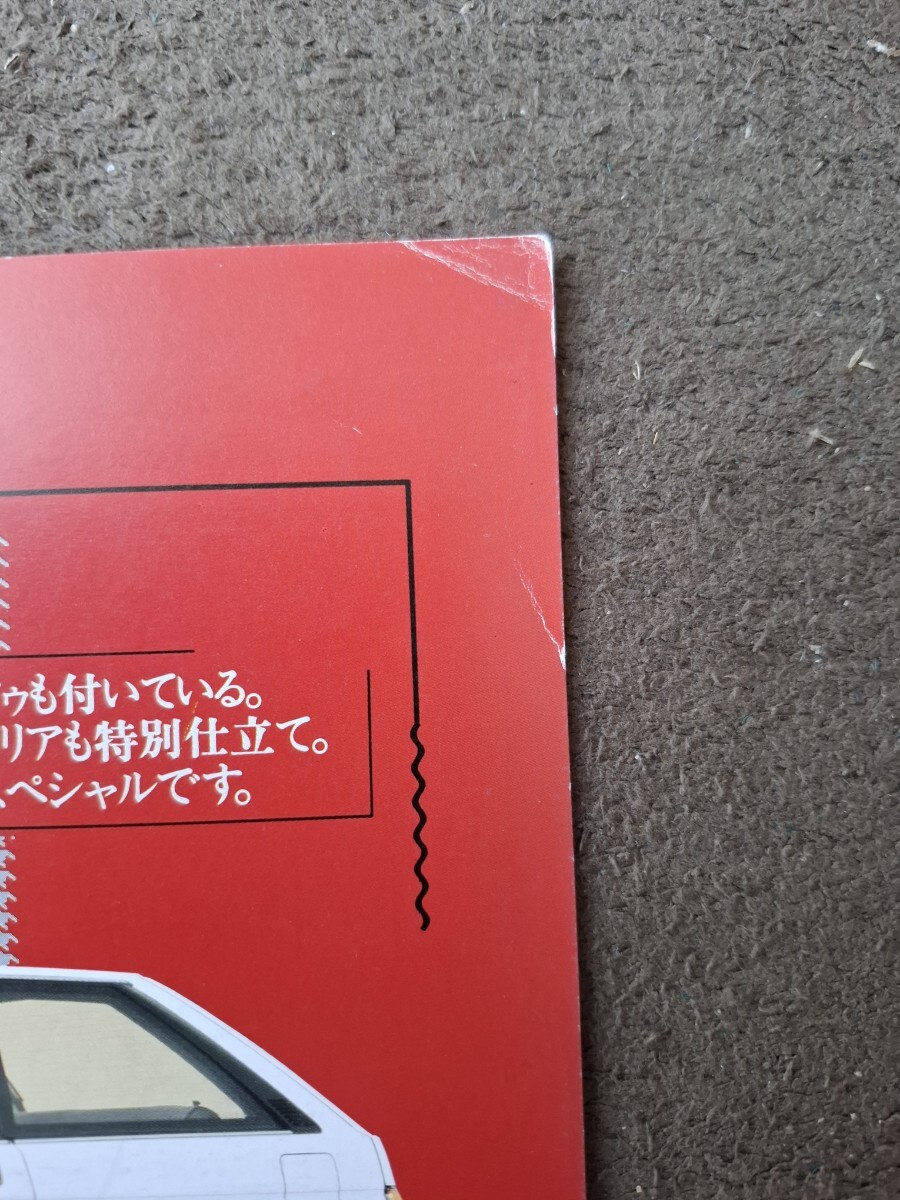 ゥも付いている。
リアも特別仕立て。
ペシャルです。